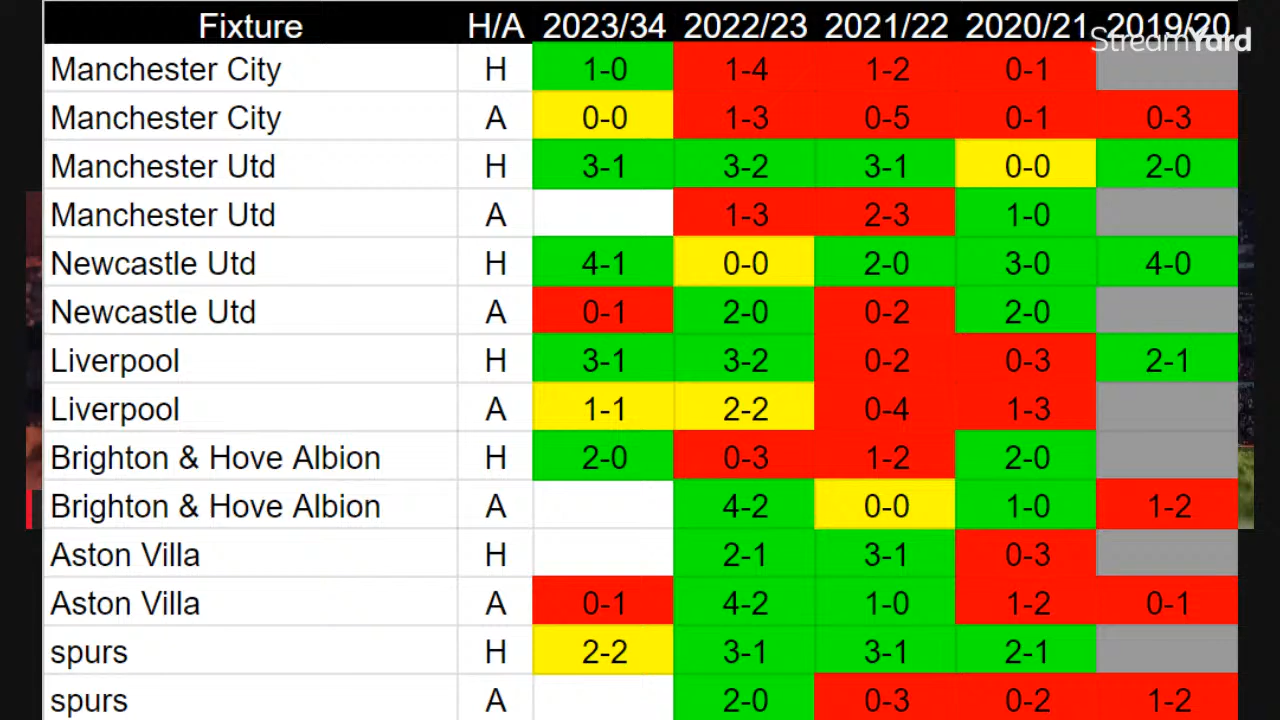 Fixture H/A 2023/34 2022/23 2021/22 2020/21 2019/20
StreamYard
Manchester City H 1-0 1-4 1-2 0-1
Manchester City A 0-0 1-3 0-5 0-1 0-3
Manchester Utd H 3-1 3-2 3-1 0-0 2-0
Manchester Utd A 1-3 2-3 1-0
Newcastle Utd H 4-1 0-0 2-0 3-0 4-0
Newcastle Utd A 0-1 2-0 0-2 2-0
Liverpool H 3-1 3-2 0-2 0-3 2-1
Liverpool A 1-1 2-2 0-4 1-3
Brighton & Hove Albion H 2-0 0-3 1-2 2-0
Brighton & Hove Albion A 4-2 0-0 1-0 1-2
Aston Villa H 2-1 3-1 0-3
Aston Villa A 0-1 4-2 1-0 1-2 0-1
spurs H 2-2 3-1 3-1 2-1
spurs A 2-0 0-3 0-2 1-2